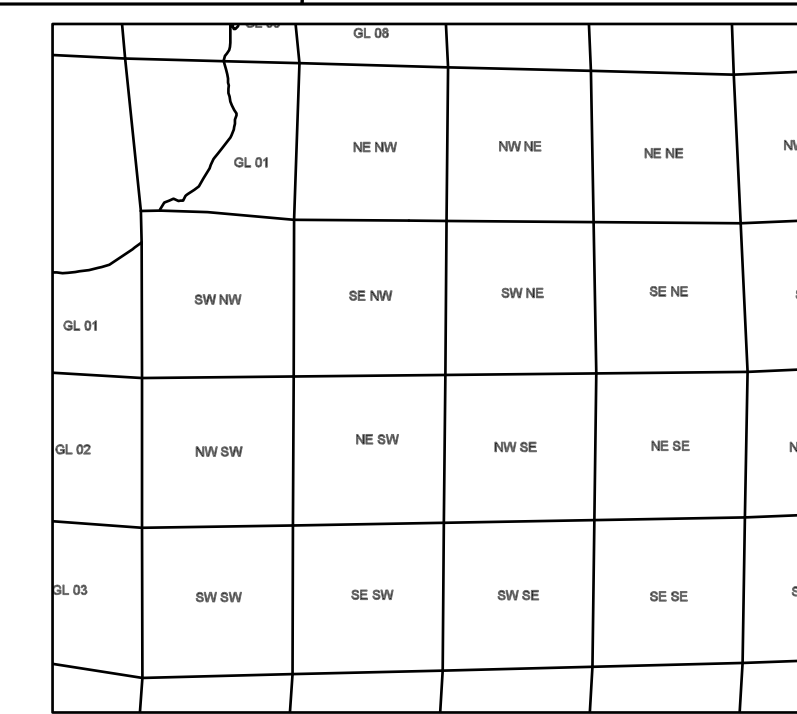 GL 08
GL 01
NE NW
NW NE
NE NE
SW NW
SE NW
SW NE
SE NE
GL 01
GL 02
NW SW
NE SW
NW SE
NE SE
GL 03
SW SW
SE SW
SW SE
SE SE